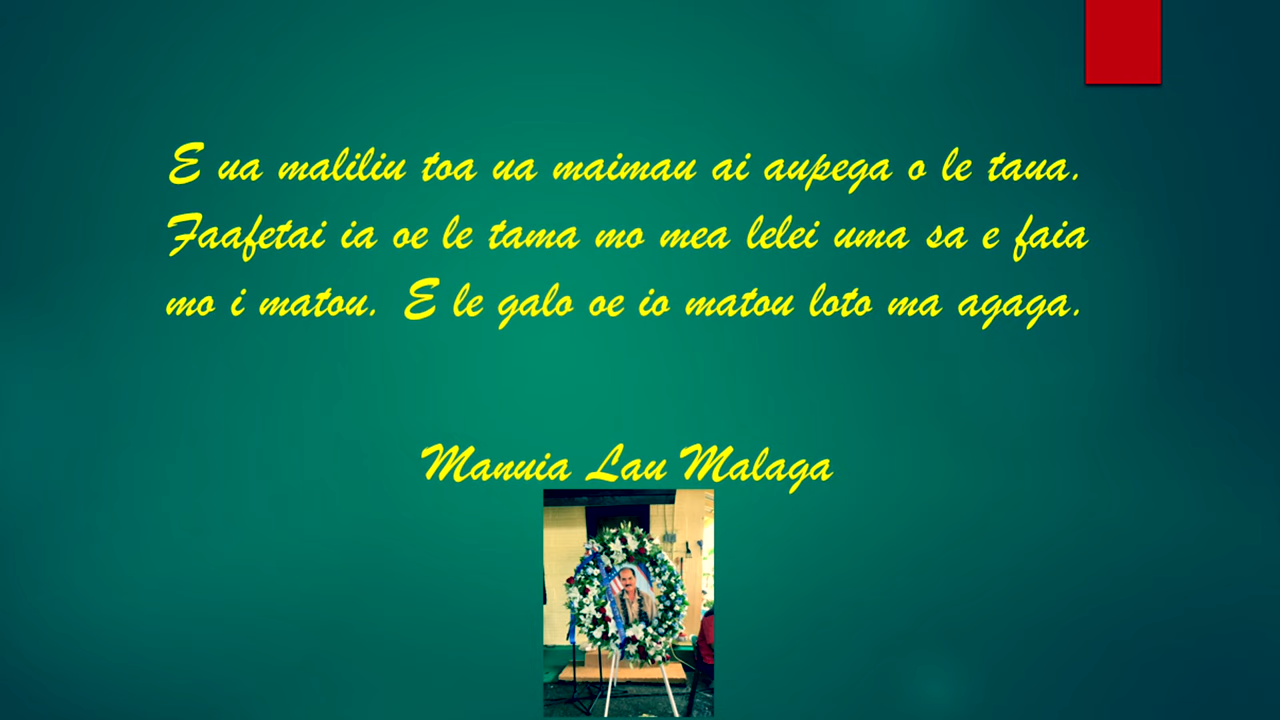 E ua maliliu toa ua maimau ai aupega o le taua.
Faafetai ia oe le tama mo mea lelei uma sa e faia
mo i matou. E le galo oe io matou loto ma agaga.
Manuia Lau Malaga